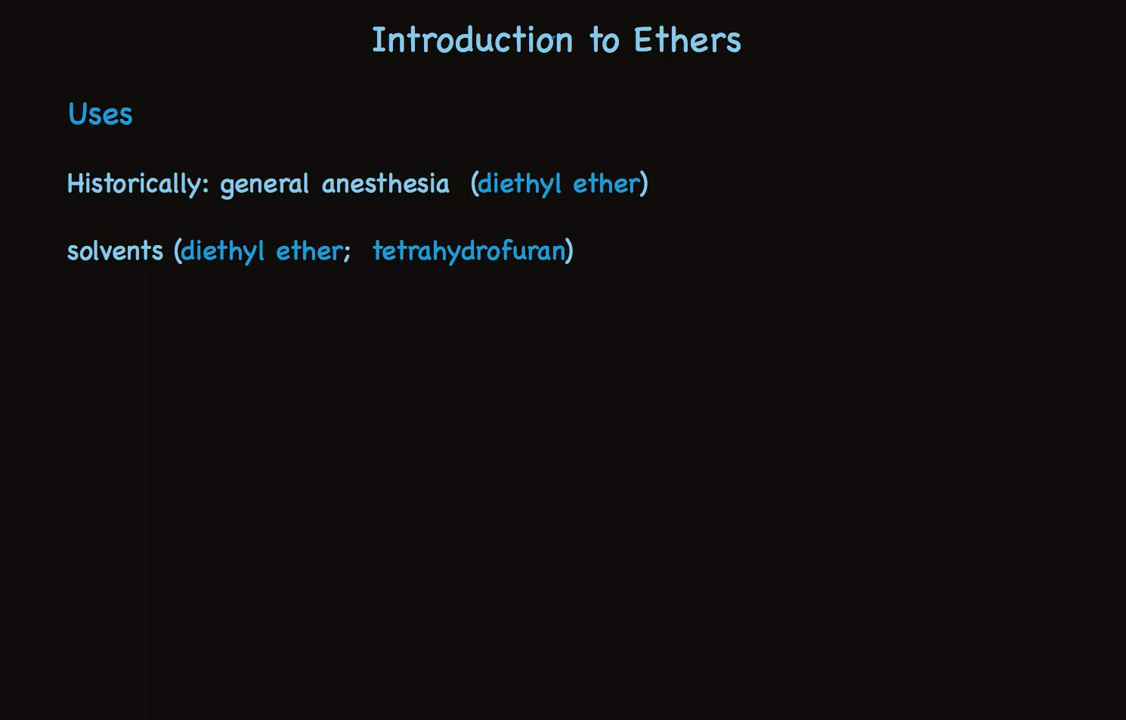 Introduction to Ethers
Uses
Historically: general anesthesia (diethyl ether)
solvents (diethyl ether; tetrahydrofuran)